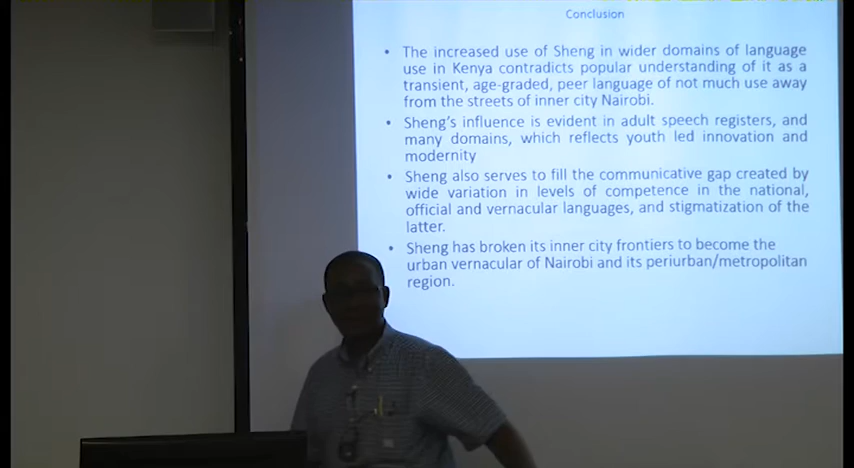 Conclusion
• The increased use of Sheng in wider domains of language
use in Kenya contradicts popular understanding of it as a
transient, age-graded, peer language of not much use away
from the streets of inner city Nairobi.
• Sheng's influence is evident in adult speech registers, and
many domains, which reflects youth led innovation and
modernity
• Sheng also serves to fill the communicative gap created by
wide variation in levels of competence in the national,
official and vernacular languages, and stigmatization of the
latter.
• Sheng has broken its inner city frontiers to become the
urban vernacular of Nairobi and its periurban/metropolitan
region.